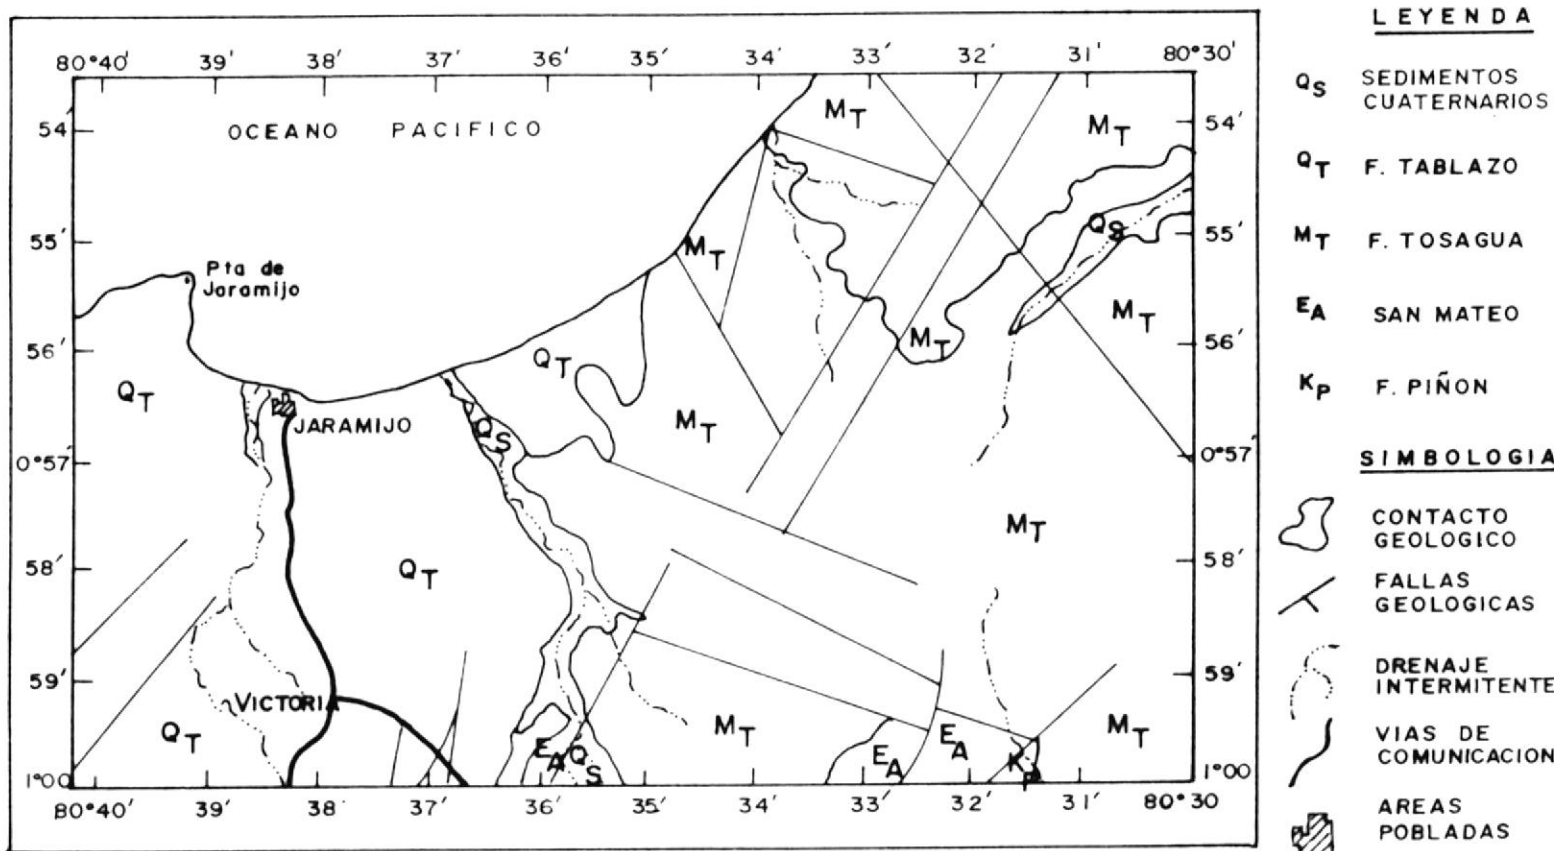 80°40' 39' 38' 37' 36' 35' 34' 33' 32' 31' 80°30'
54' 54'
55' 55'
56' 56'
0°57' 0°57'
58' 58'
59' 59'
1°00 1°00
80°40' 39' 38' 37' 36' 35' 34' 33' 32' 31' 80°30
OCEANO PACIFICO
MT
MT
MT
QS
MT
MT
Pta de
Jaramijo
QT
QT
JARAMIJO
QS
MT
MT
QT
VICTORIA
QT
EA
QS
MT
EA
EA
KP
MT
LEYENDA
QS SEDIMENTOS
CUATERNARIOS
QT F. TABLAZO
MT F. TOSAGUA
EA SAN MATEO
KP F. PIÑON
SIMBOLOGIA
CONTACTO
GEOLOGICO
FALLAS
GEOLOGICAS
DRENAJE
INTERMITENTE
VIAS DE
COMUNICACION
AREAS
POBLADAS